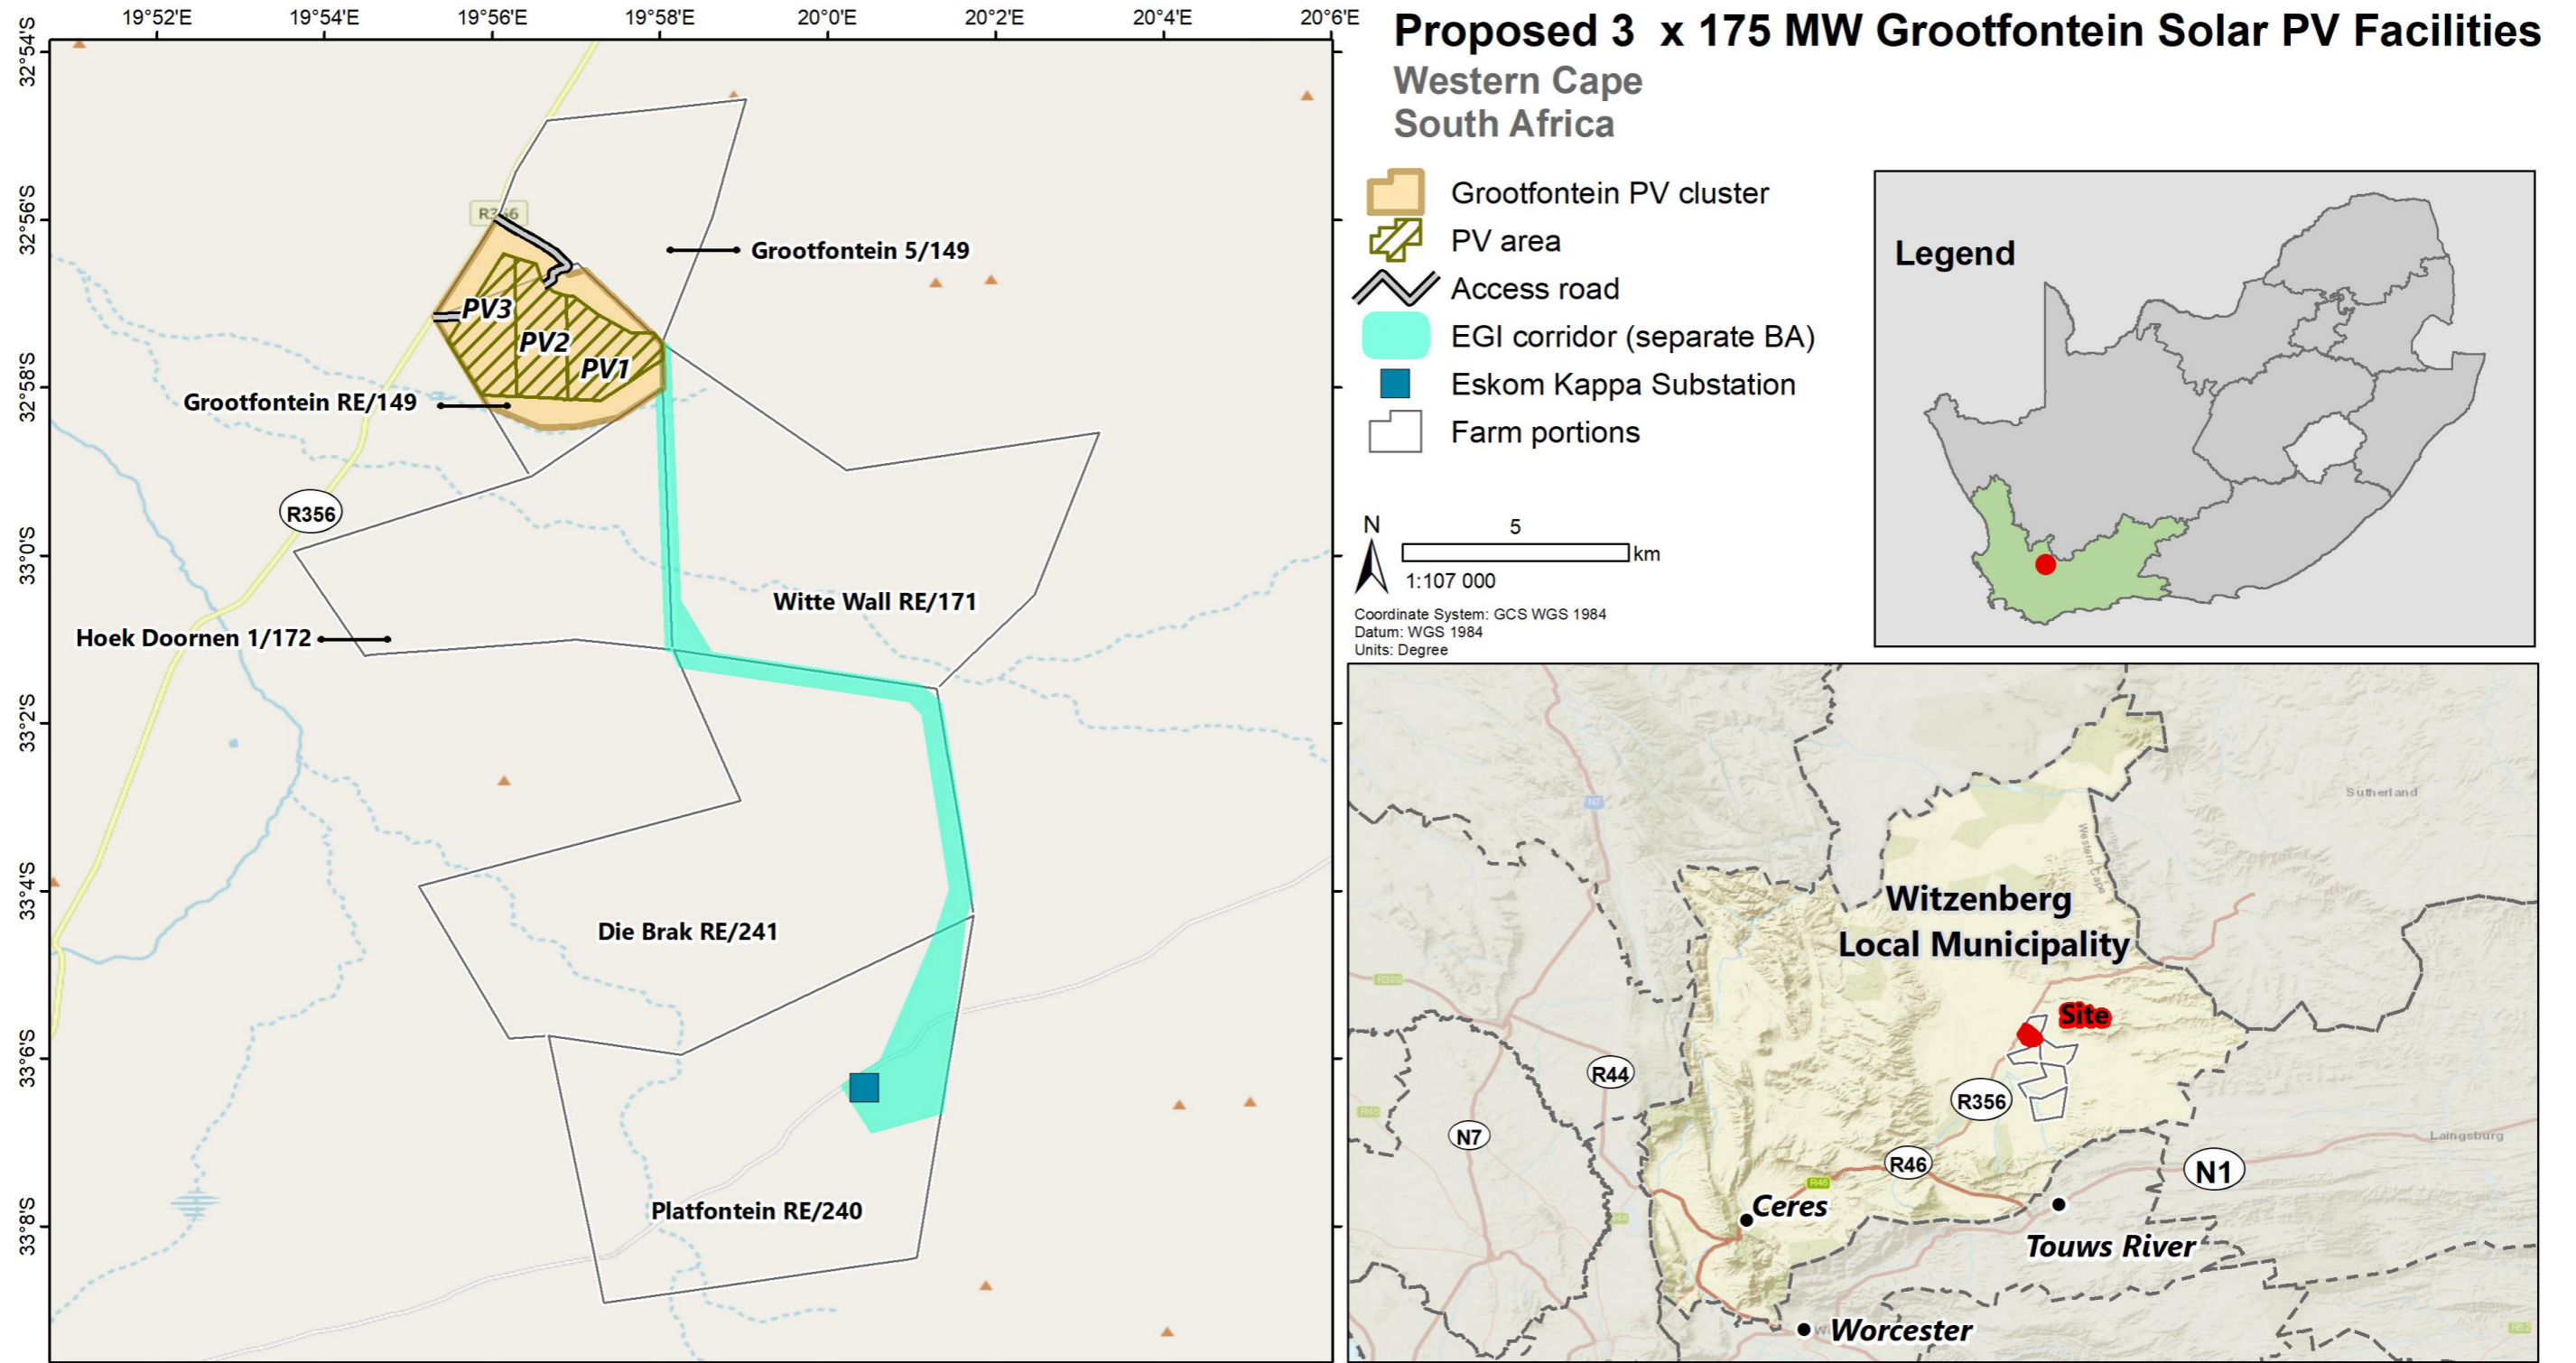 19°52'E 19°54'E 19°56'E 19°58'E 20°0'E 20°2'E 20°4'E 20°6'E
32°54'S
32°56'S
32°58'S
33°0'S
33°2'S
33°4'S
33°6'S
33°8'S
Grootfontein 5/149
PV3
PV2
PV1
Grootfontein RE/149
R356
Witte Wall RE/171
Hoek Doornen 1/172
Die Brak RE/241
Platfontein RE/240
Proposed 3 x 175 MW Grootfontein Solar PV Facilities
Western Cape
South Africa
Grootfontein PV cluster
PV area
Access road
EGI corridor (separate BA)
Eskom Kappa Substation
Farm portions
Legend
N
5
km
1:107 000
Coordinate System: GCS WGS 1984
Datum: WGS 1984
Units: Degree
N7
Sutherland
Western Cape
Witzenberg
Local Municipality
Site
R44
R356
N7
Laingsburg
R46
N1
R46
Ceres
Touws River
Worcester